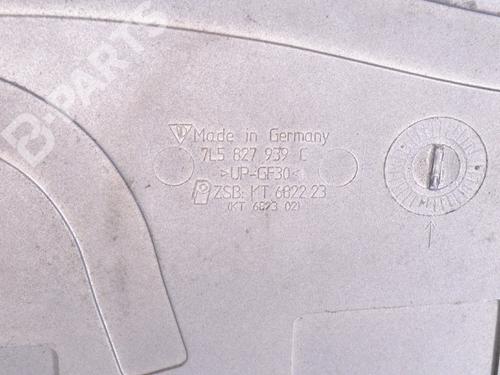 B-PARTS
Made in Germany
7L5 827 939 C
>UP-GF30<
ZSB: KT 6822 23
(KT 6823 02)